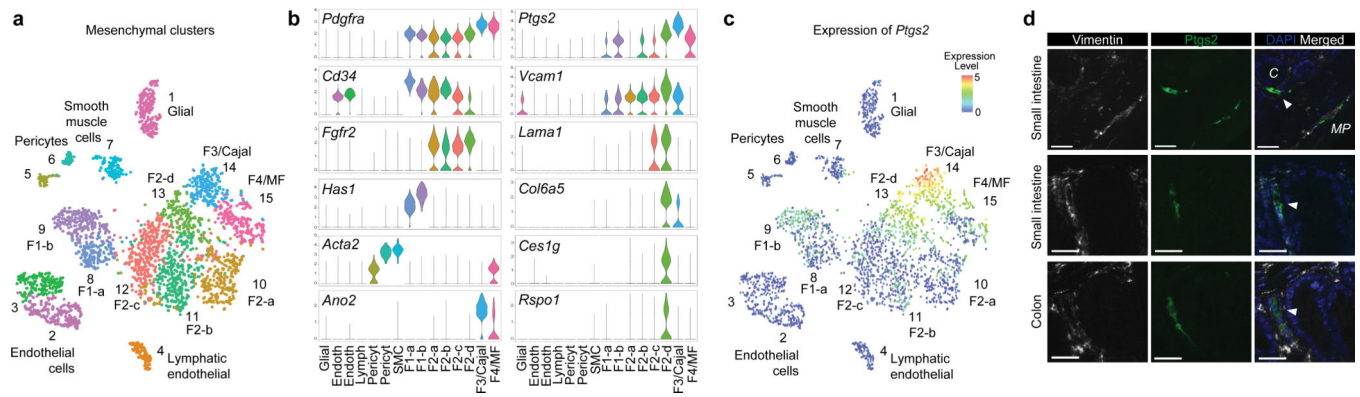 a
Mesenchymal clusters
1
Glial
Smooth
muscle
cells
7
Pericytes
6
5
F3/Cajal
14
F2-d
13
F4/MF
15
9
F1-b
8
F1-a
12
F2-c
11
F2-b
10
F2-a
3
2
Endothelial
cells
4
Lymphatic
endothelial
b
Pdgfra
Ptgs2
Cd34
Vcam1
Fgfr2
Lama1
Has1
Col6a5
Acta2
Ces1g
Ano2
Rspo1
Glial
Endoth
Endoth
Lymph
Pericyt
Pericyt
SMC
F1-a
F1-b
F2-a
F2-b
F2-c
F2-d
F3/Cajal
F4/MF
Glial
Endoth
Endoth
Lymph
Pericyt
Pericyt
SMC
F1-a
F1-b
F2-a
F2-b
F2-c
F2-d
F3/Cajal
F4/MF
c
Expression of Ptgs2
Expression
Level
5
0
1
Glial
Smooth
muscle
cells
7
Pericytes
6
5
F3/Cajal
14
F2-d
13
F4/MF
15
9
F1-b
8
F1-a
12
F2-c
11
F2-b
10
F2-a
3
2
Endothelial
cells
4
Lymphatic
endothelial
d
Vimentin
Ptgs2
DAPI Merged
Small intestine
C
MP
Small intestine
Colon